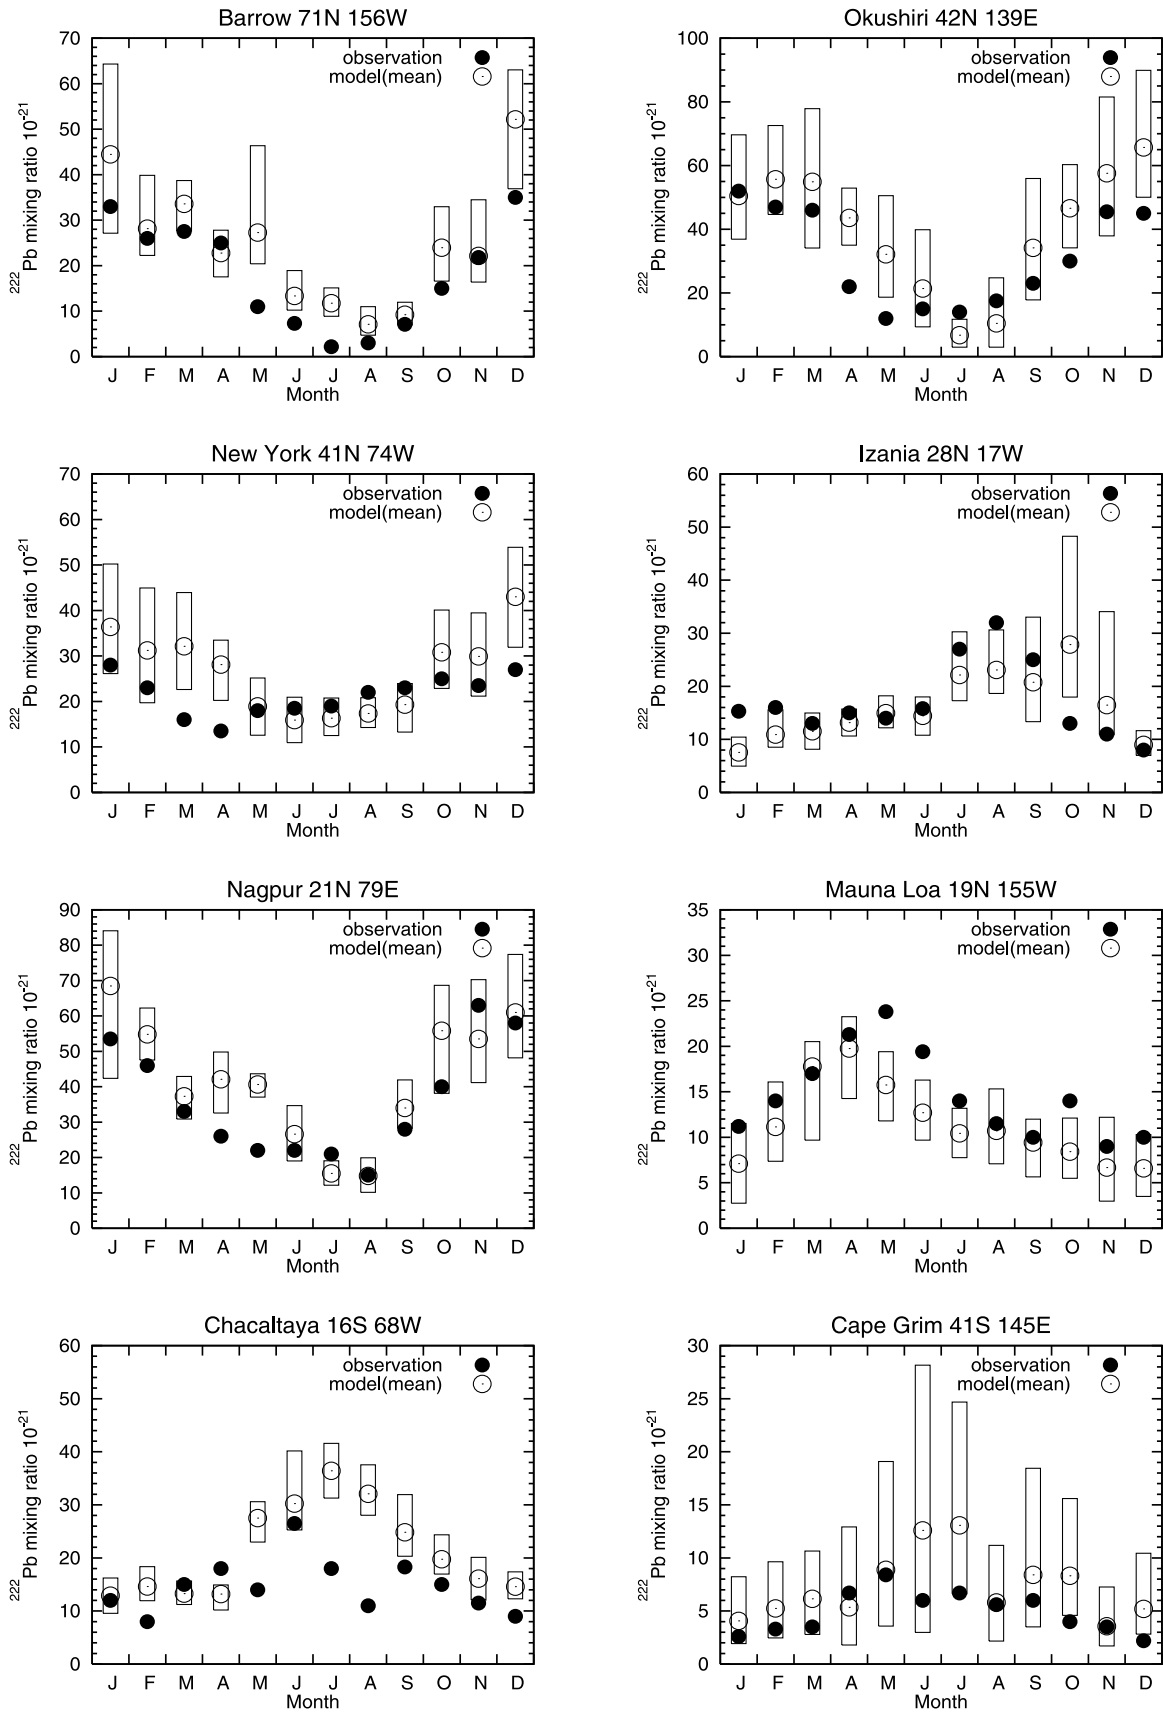 Barrow 71N 156W
70
60
50
40
30
20
10
0
²²²Pb mixing ratio 10⁻²¹
observation
model(mean)
J F M A M J J A S O N D
Month
Okushiri 42N 139E
100
80
60
40
20
0
²²²Pb mixing ratio 10⁻²¹
observation
model(mean)
J F M A M J J A S O N D
Month
New York 41N 74W
70
60
50
40
30
20
10
0
²²²Pb mixing ratio 10⁻²¹
observation
model(mean)
J F M A M J J A S O N D
Month
Izania 28N 17W
60
50
40
30
20
10
0
²²²Pb mixing ratio 10⁻²¹
observation
model(mean)
J F M A M J J A S O N D
Month
Nagpur 21N 79E
90
80
70
60
50
40
30
20
10
0
²²²Pb mixing ratio 10⁻²¹
observation
model(mean)
J F M A M J J A S O N D
Month
Mauna Loa 19N 155W
35
30
25
20
15
10
5
0
²²²Pb mixing ratio 10⁻²¹
observation
model(mean)
J F M A M J J A S O N D
Month
Chacaltaya 16S 68W
60
50
40
30
20
10
0
²²²Pb mixing ratio 10⁻²¹
observation
model(mean)
J F M A M J J A S O N D
Month
Cape Grim 41S 145E
30
25
20
15
10
5
0
²²²Pb mixing ratio 10⁻²¹
observation
model(mean)
J F M A M J J A S O N D
Month